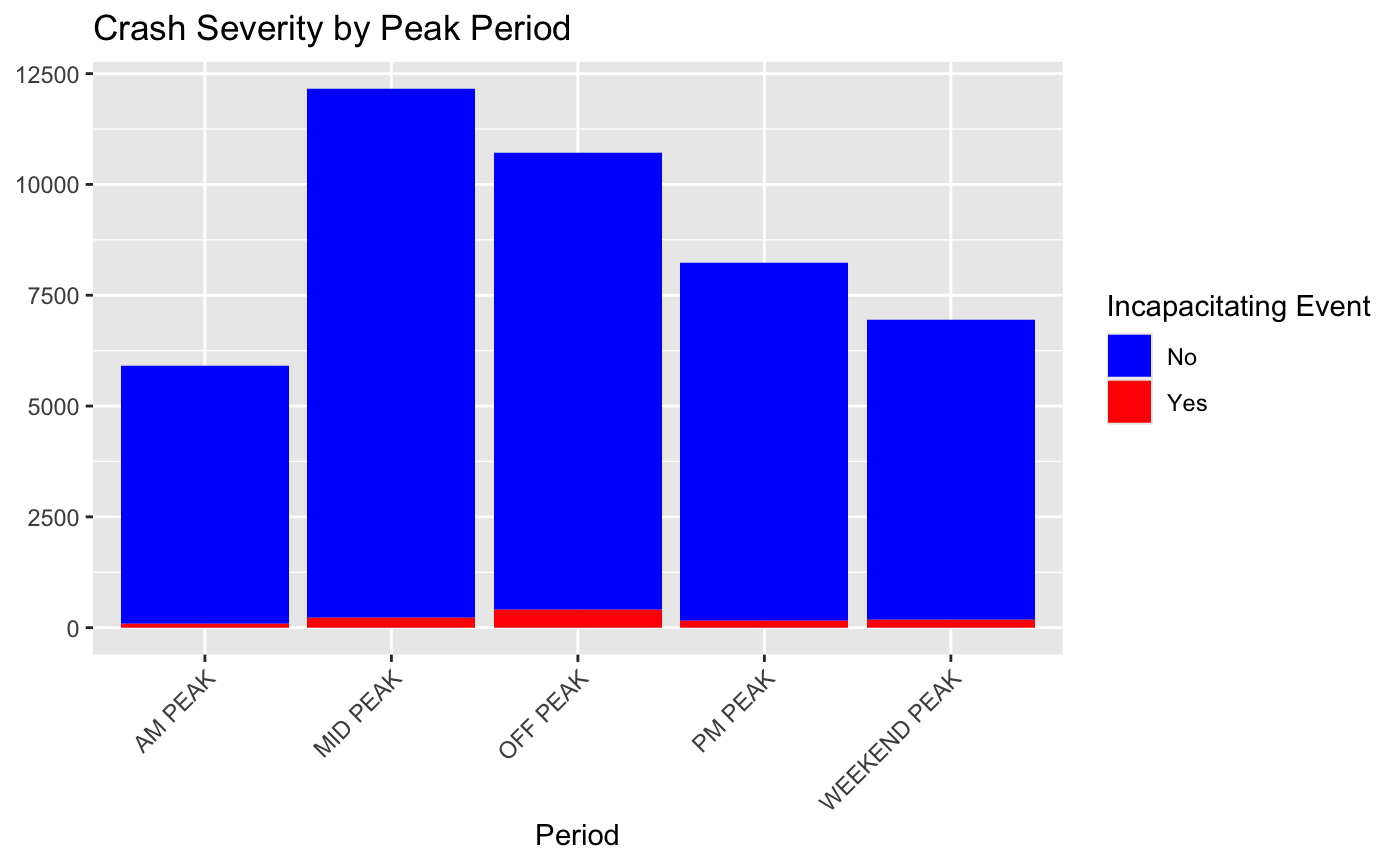 Crash Severity by Peak Period
12500
10000
7500
5000
2500
0
AM PEAK
MID PEAK
OFF PEAK
PM PEAK
WEEKEND PEAK
Period
Incapacitating Event
No
Yes